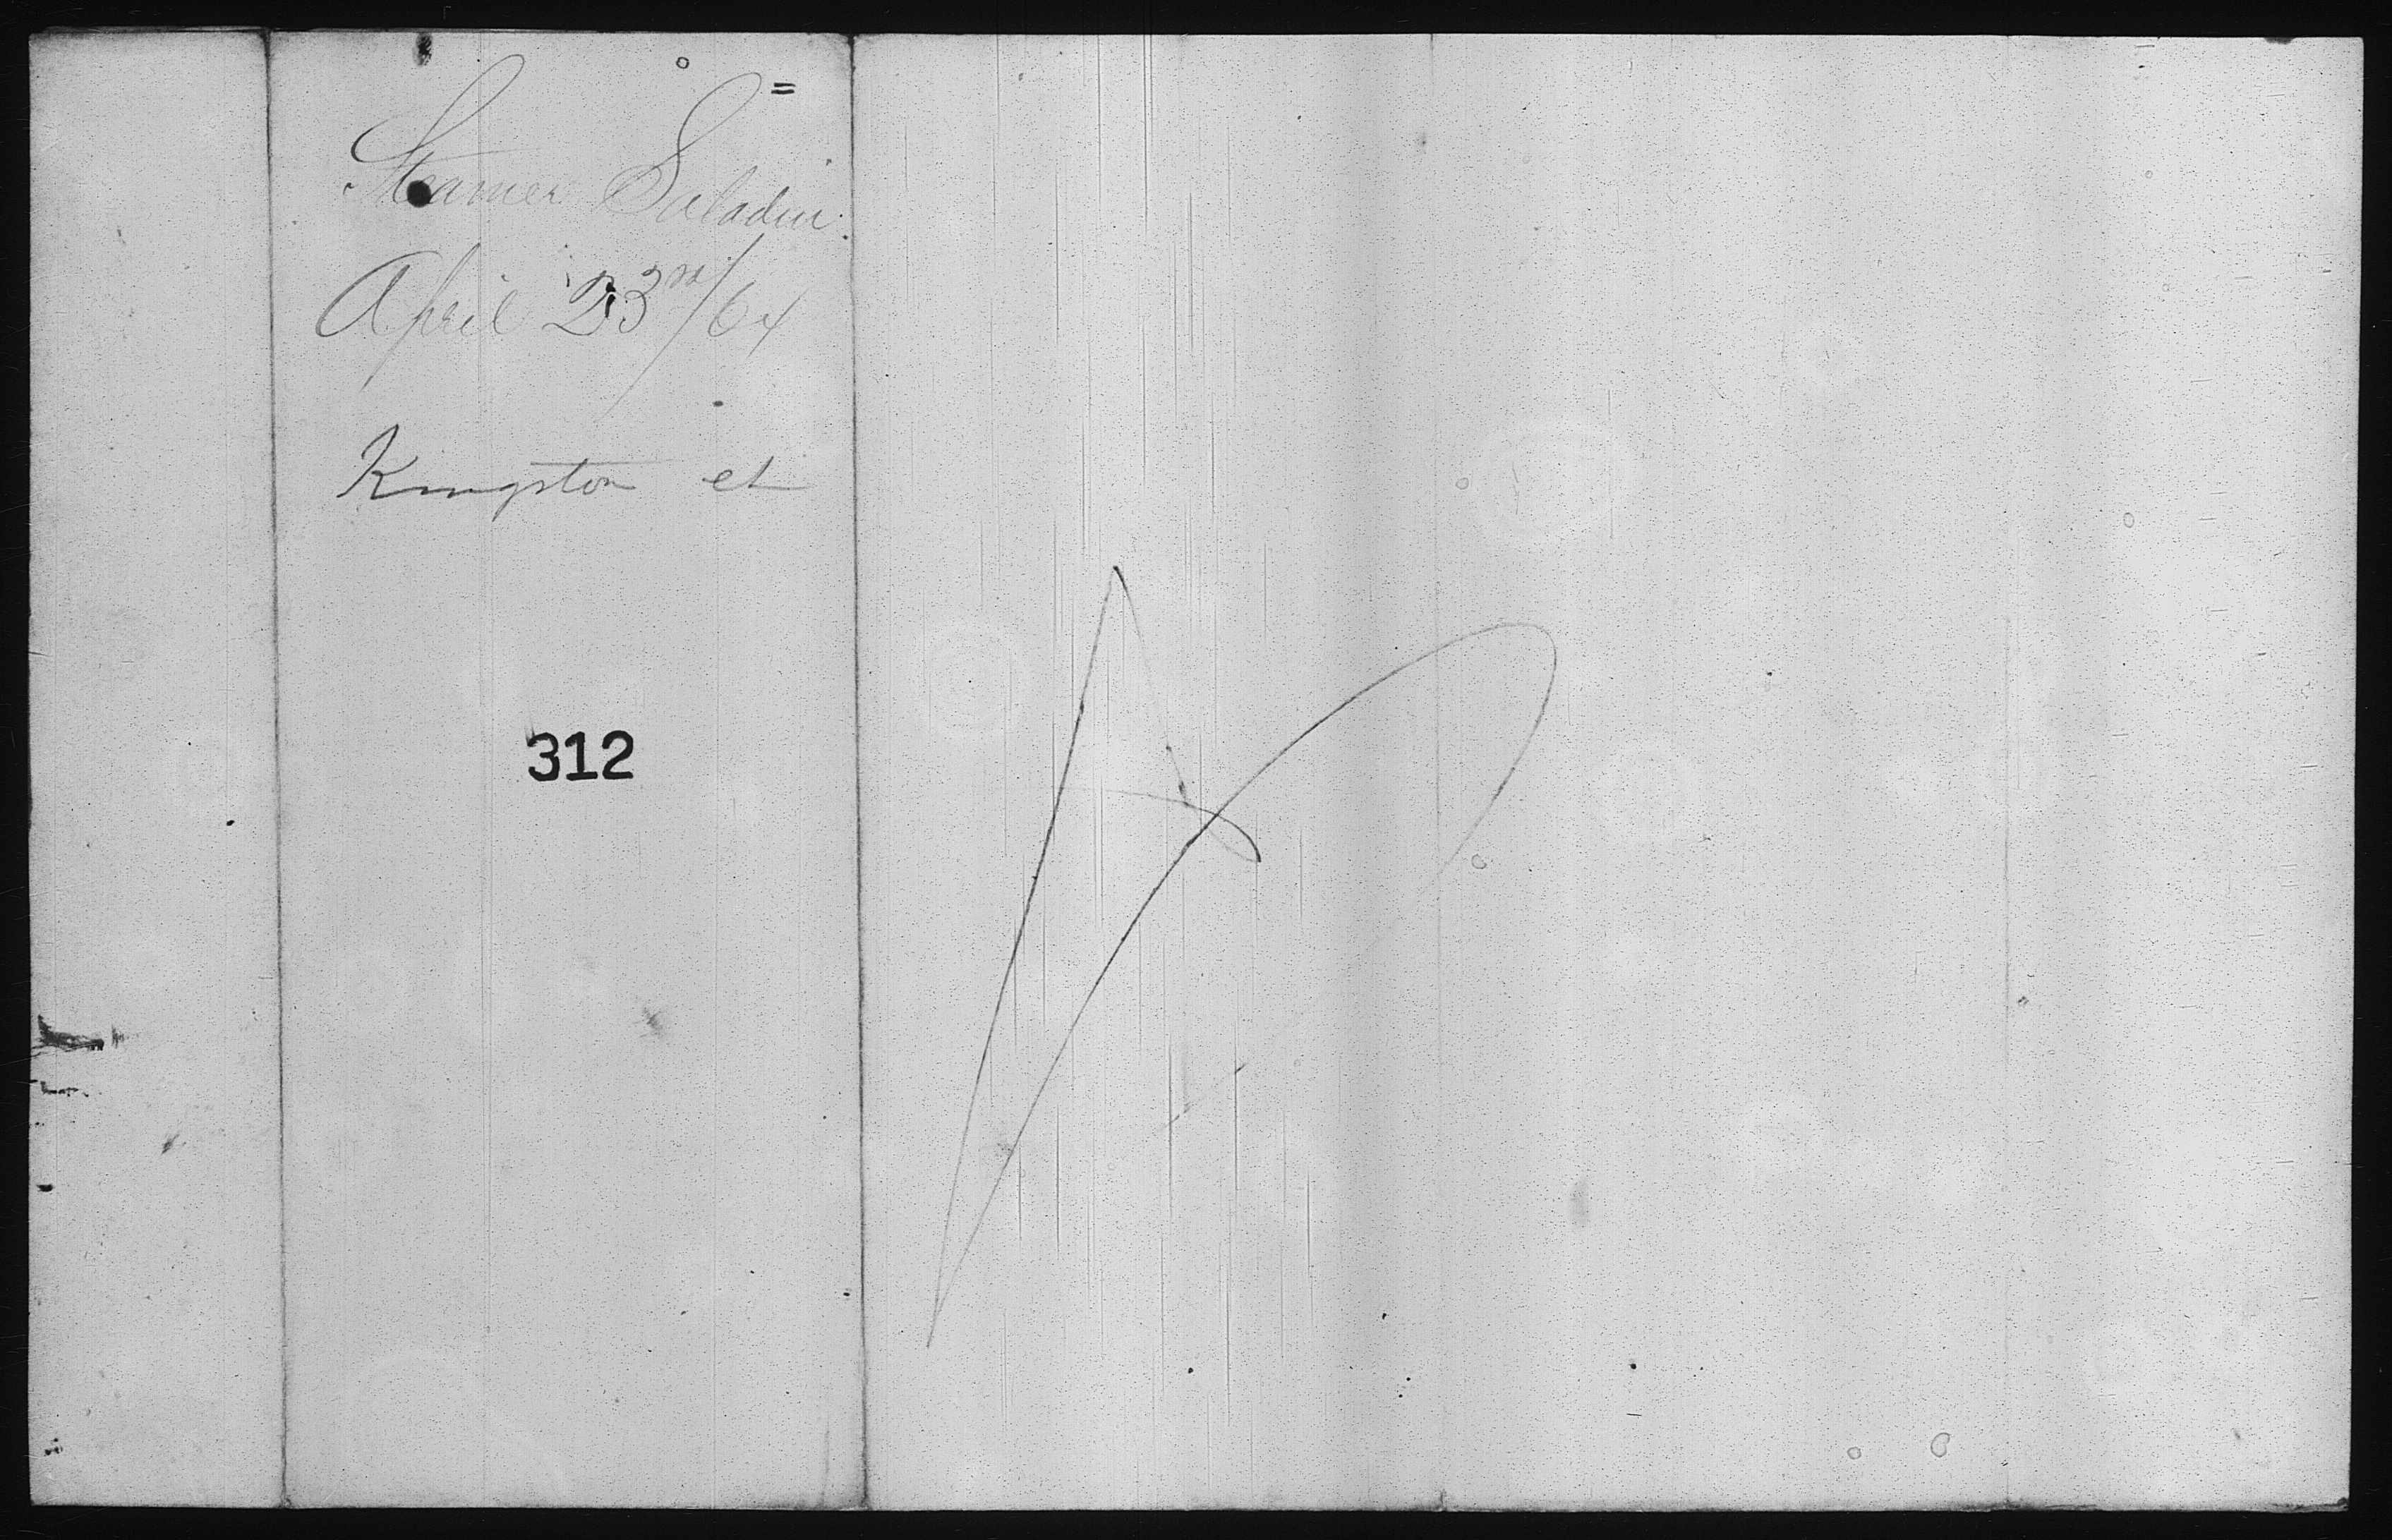 Steamer Saladin.
April 23rd/64
Kingston et
312